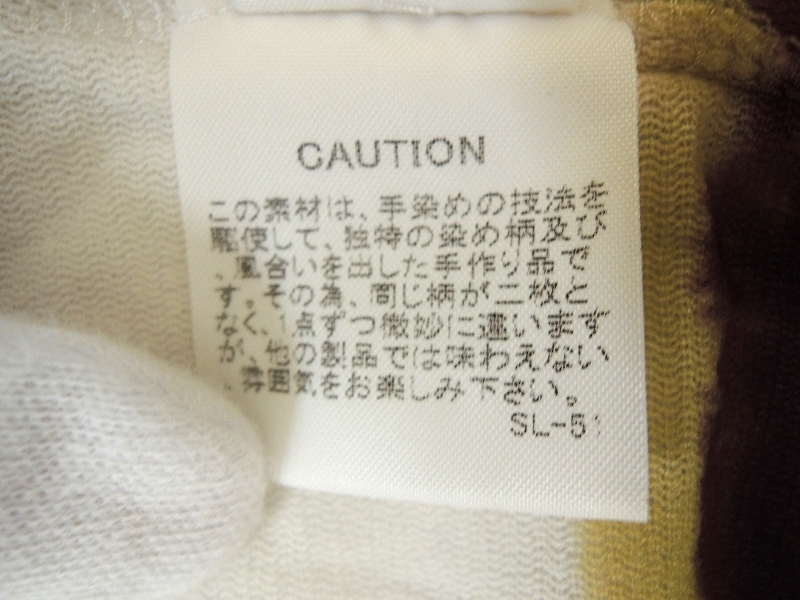 CAUTION
この素材は、手染めの技法を
駆使して、独特の染め柄及び
、風合いを出した手作り品で
す。その為、同じ柄が二枚と
なく、1点ずつ微妙に違います
が、他の製品では味わえない
、雰囲気をお楽しみ下さい。
SL-51